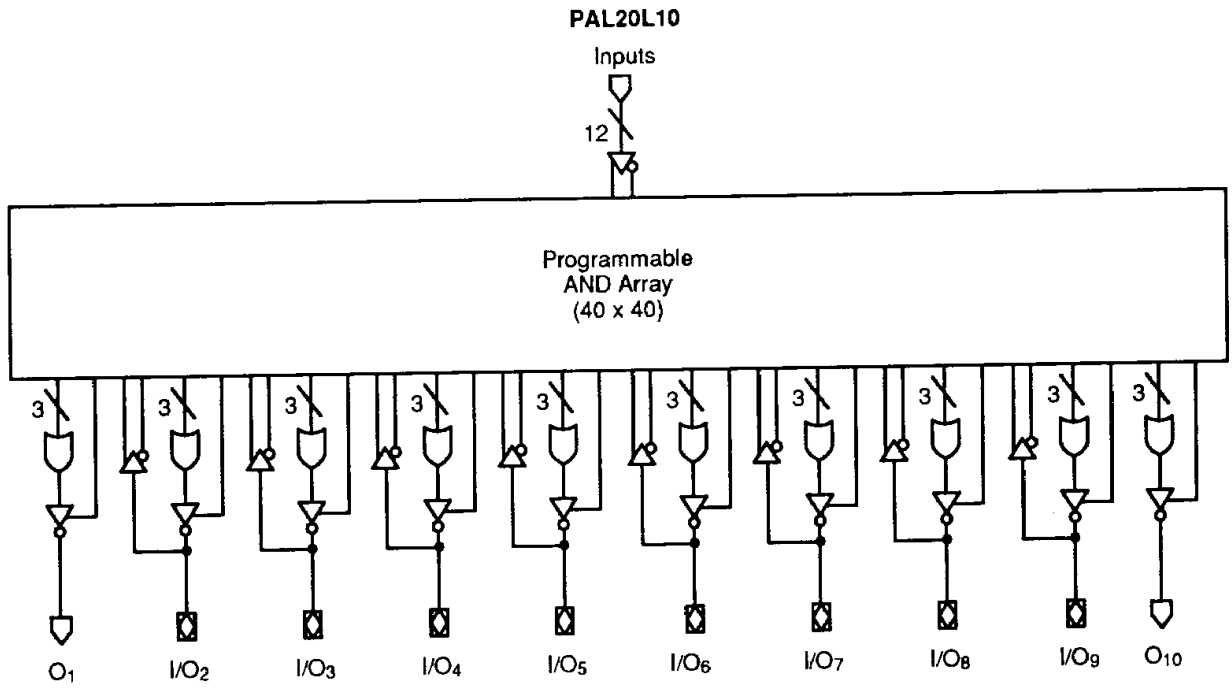 PAL20L10
Inputs
12
Programmable
AND Array
(40 x 40)
3 3 3 3 3 3 3 3 3 3
O1 I/O2 I/O3 I/O4 I/O5 I/O6 I/O7 I/O8 I/O9 O10